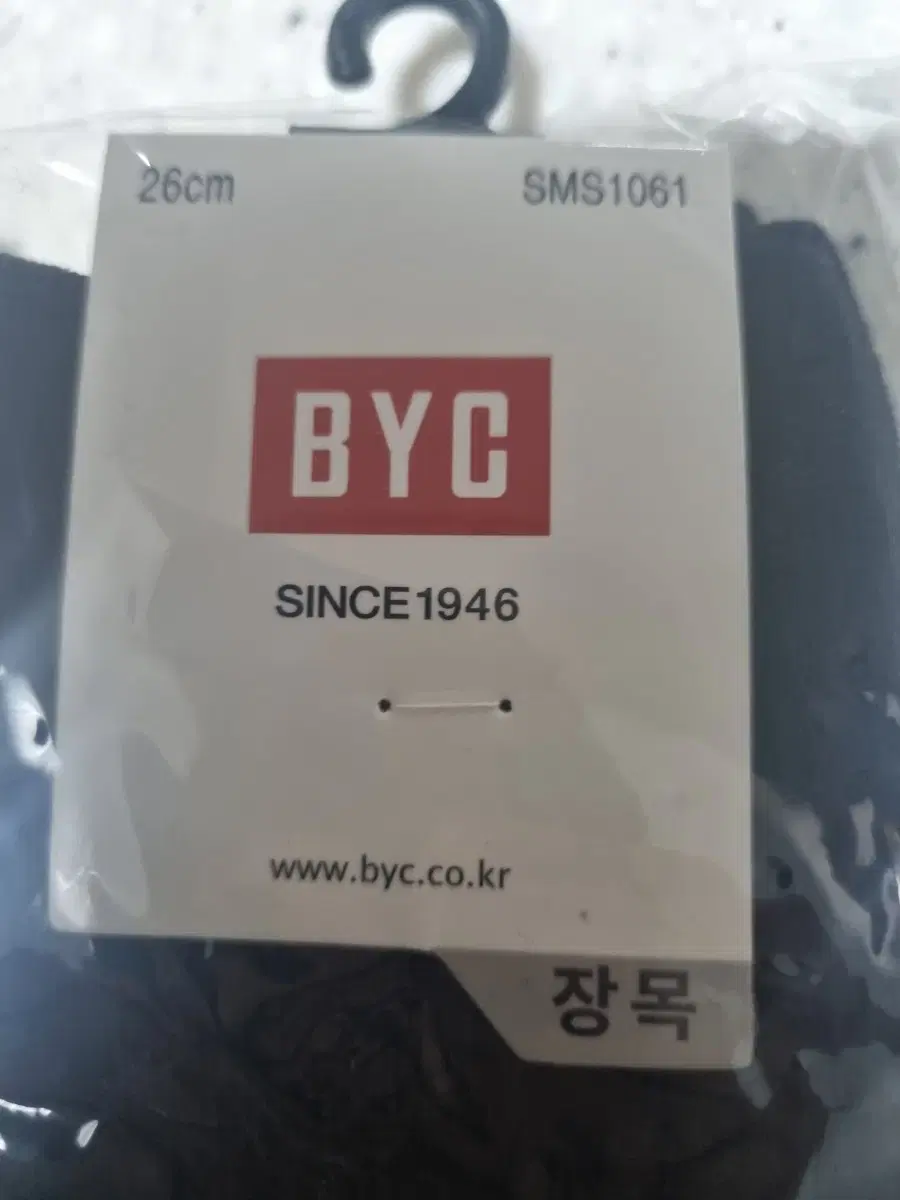 26cm SMS1061
BYC
SINCE1946
www.byc.co.kr
장목